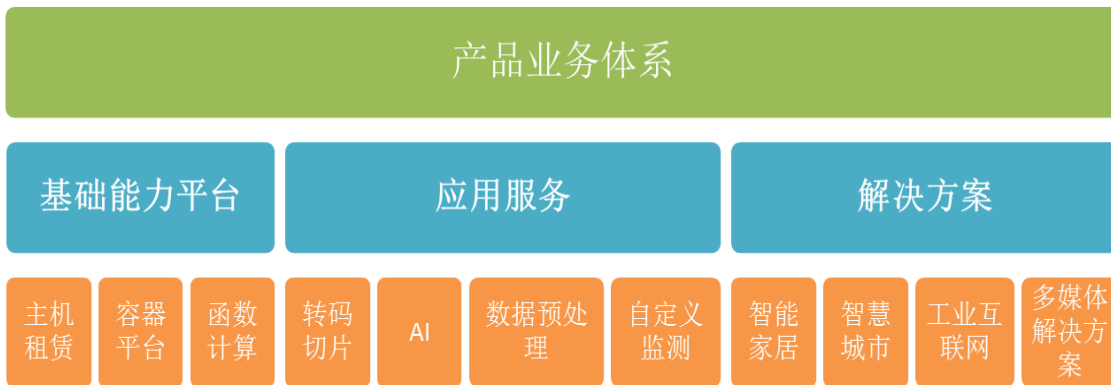 产品业务体系
基础能力平台
应用服务
解决方案
主机
租赁
容器
平台
函数
计算
转码
切片
AI
数据预处
理
自定义
监测
智能
家居
智慧
城市
工业互
联网
多媒体
解决方
案